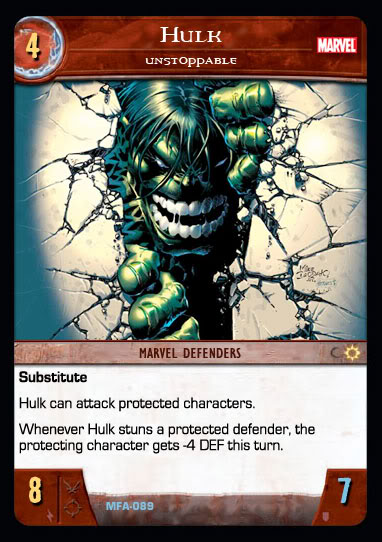 4
Hulk
MARVEL
UNSTOPPABLE
MARVEL DEFENDERS
C
Substitute
Hulk can attack protected characters.
Whenever Hulk stuns a protected defender, the
protecting character gets -4 DEF this turn.
8
MFA-089
7